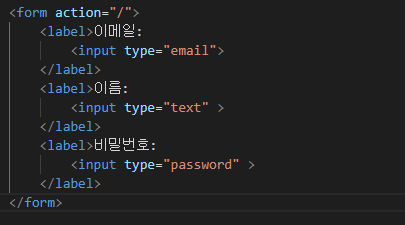 <form action="/">
<label>이메일:
<input type="email">
</label>
<label>이름:
<input type="text" >
</label>
<label>비밀번호:
<input type="password" >
</label>
</form>